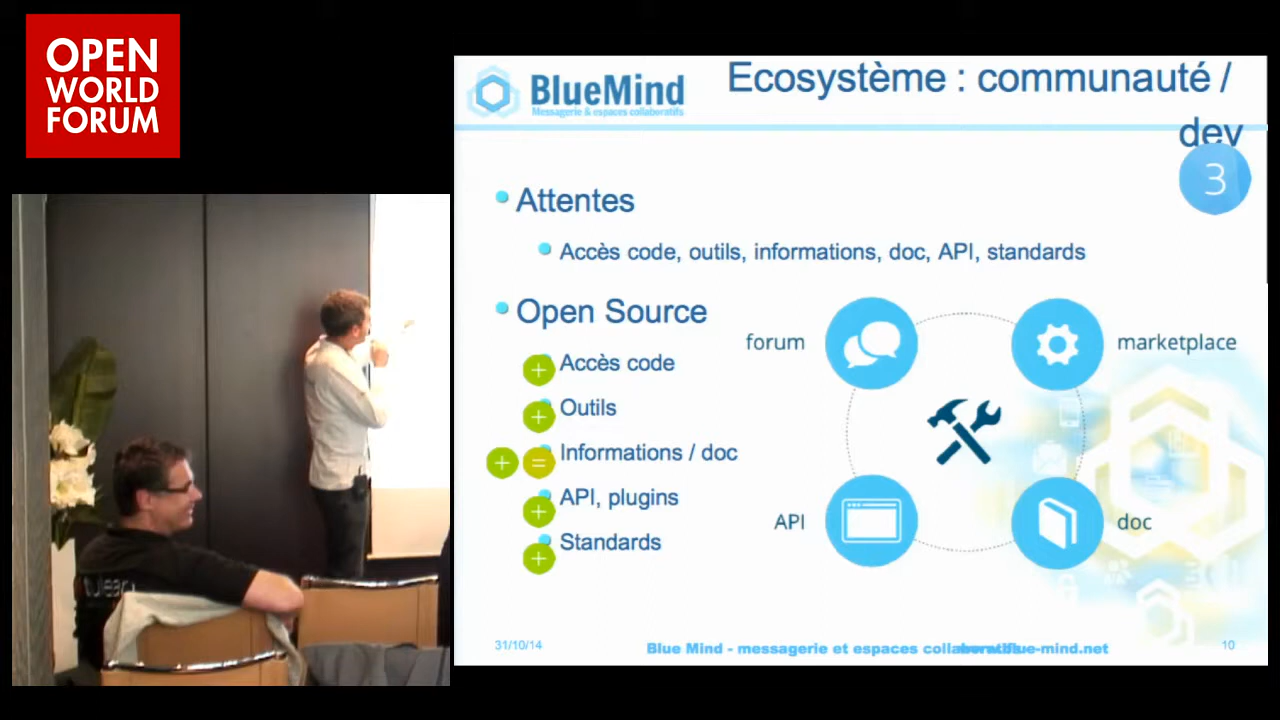 OPEN
WORLD
FORUM
BlueMind
Messagerie & espaces collaboratifs
Ecosystème : communauté /
dev
3
Attentes
Accès code, outils, informations, doc, API, standards
Open Source
Accès code
Outils
Informations / doc
API, plugins
Standards
forum
marketplace
API
doc
31/10/14
Blue Mind - messagerie et espaces
10